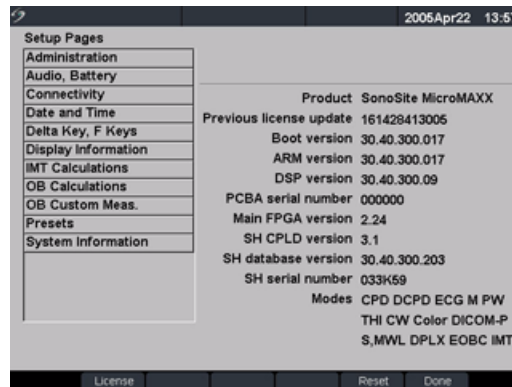 2005Apr22 13:57
Setup Pages
Administration
Audio, Battery
Connectivity
Date and Time
Delta Key, F Keys
Display Information
IMT Calculations
OB Calculations
OB Custom Meas.
Presets
System Information
Product SonoSite MicroMAXX
Previous license update 161428413005
Boot version 30.40.300.017
ARM version 30.40.300.017
DSP version 30.40.300.09
PCBA serial number 000000
Main FPGA version 2.24
SH CPLD version 3.1
SH database version 30.40.300.203
SH serial number 033K59
Modes CPD DCPD ECG M PW
THI CW Color DICOM-P
S,MWL DPLX EOBC IMT
License Reset Done